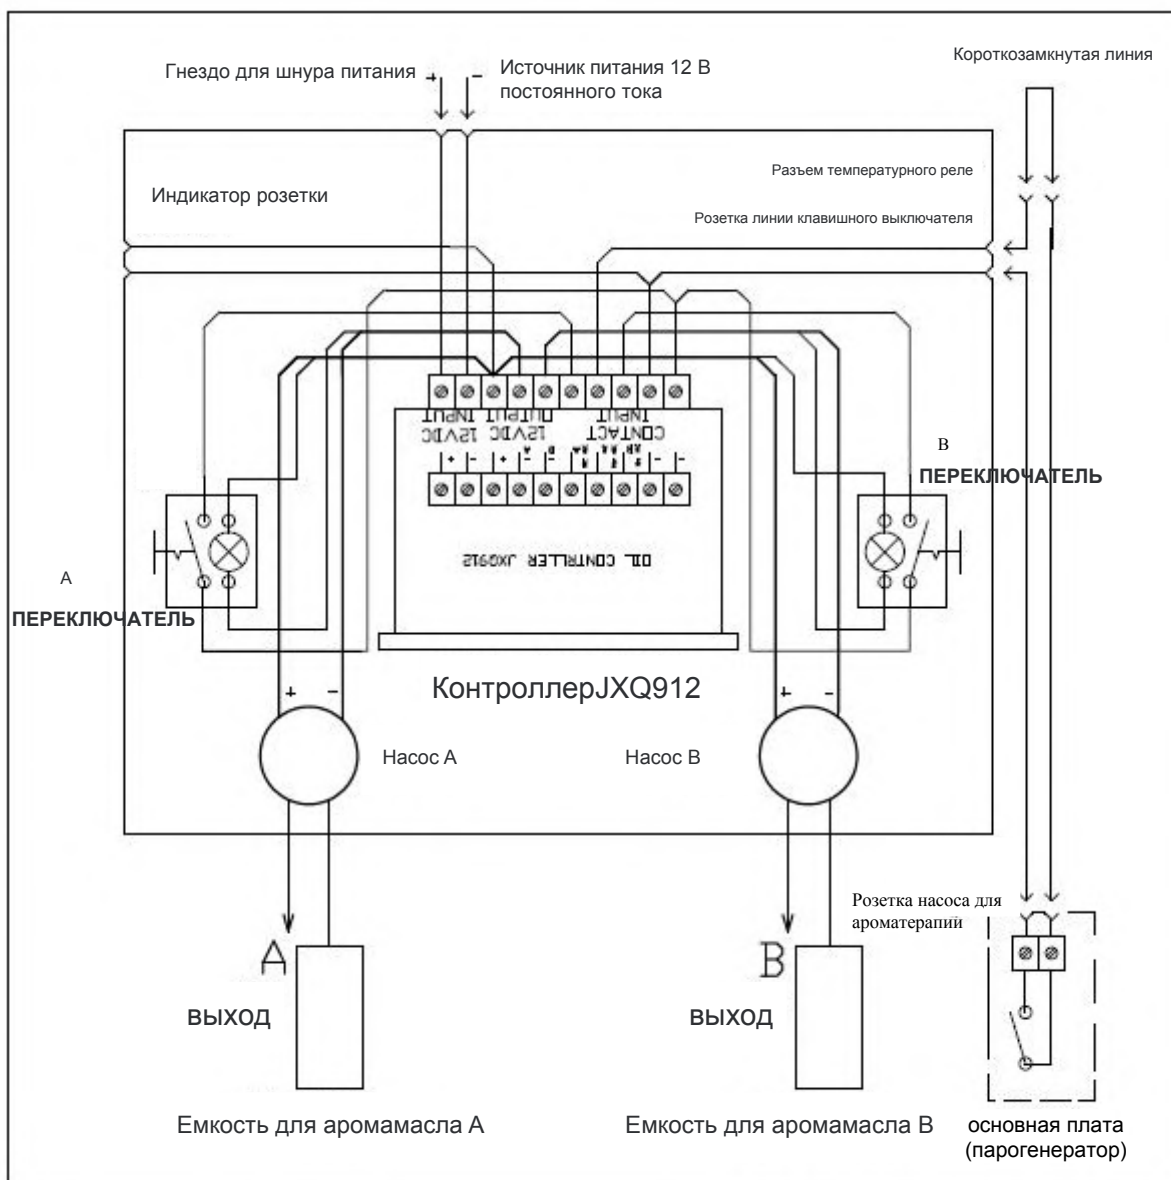 Гнездо для шнура питания +
- Источник питания 12 В
постоянного тока
Короткозамкнутая линия
Разъем температурного реле
Индикатор розетки
Розетка линии клавишного выключателя
12VDC INPUT
12VDC OUTPUT
CONTACT INPUT
+ - + - A - B
OIL CONTRLLER JXQ912
B
ПЕРЕКЛЮЧАТЕЛЬ
A
ПЕРЕКЛЮЧАТЕЛЬ
КонтроллерJXQ912
+ -
+ -
Насос А
Насос В
Розетка насоса для
ароматерапии
A
B
ВЫХОД
ВЫХОД
Емкость для аромамасла А
Емкость для аромамасла В
основная плата
(парогенератор)